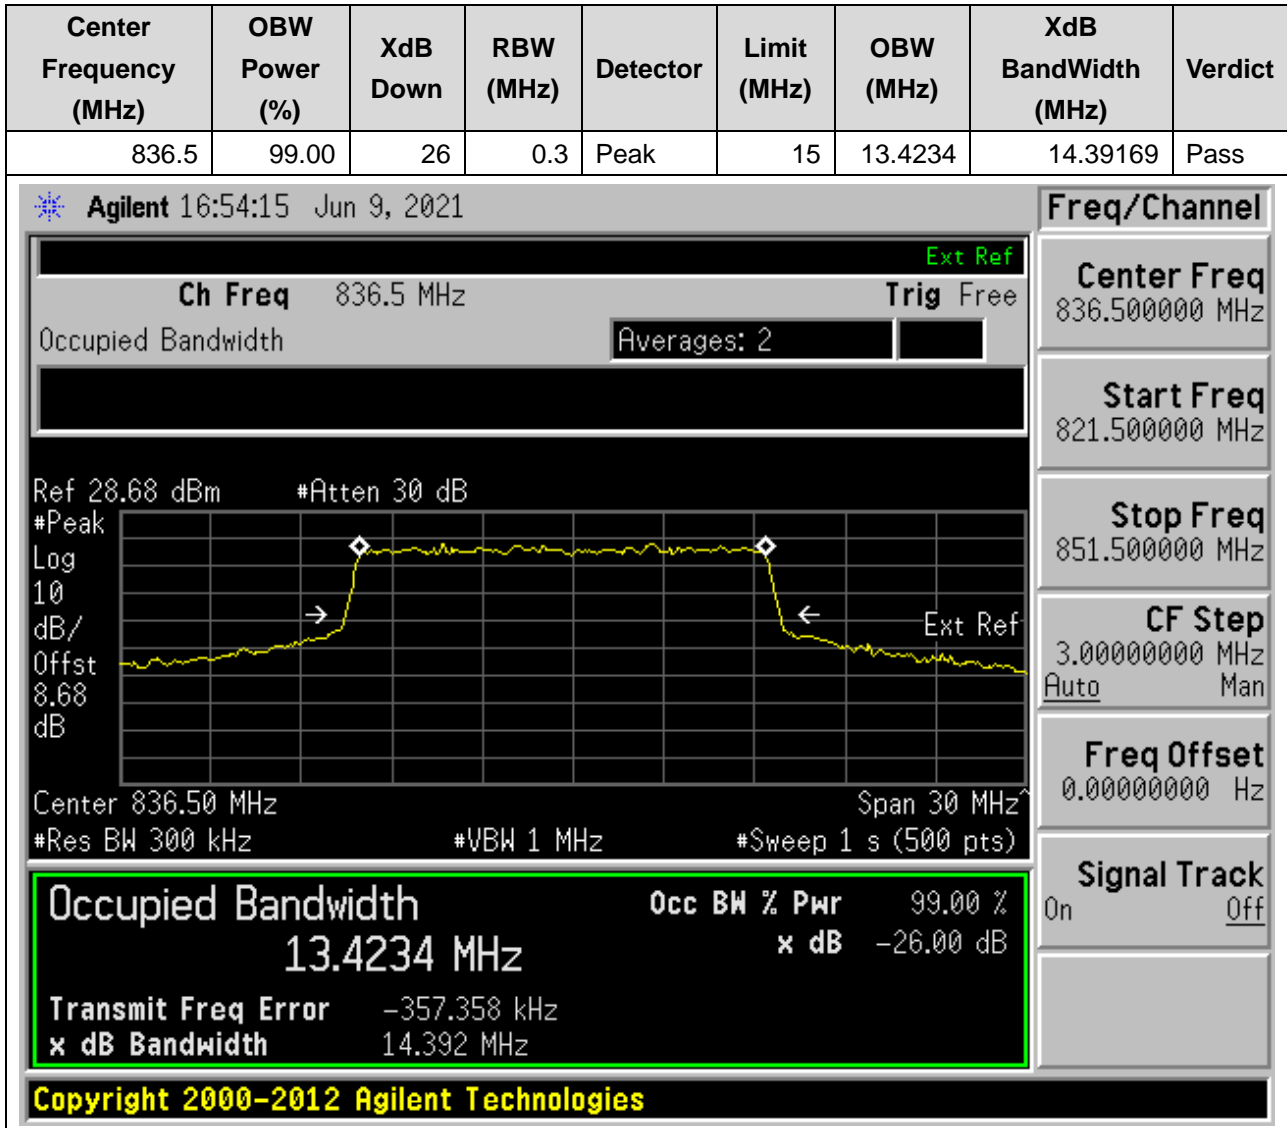 Center Frequency (MHz) OBW Power (%) XdB Down RBW (MHz) Detector Limit (MHz) OBW (MHz) XdB BandWidth (MHz) Verdict
836.5 99.00 26 0.3 Peak 15 13.4234 14.39169 Pass
Agilent 16:54:15 Jun 9, 2021
Freq/Channel
Ext Ref
Ch Freq 836.5 MHz Trig Free
Occupied Bandwidth Averages: 2
Center Freq
836.500000 MHz
Start Freq
821.500000 MHz
Stop Freq
851.500000 MHz
CF Step
3.00000000 MHz
Auto Man
Freq Offset
0.00000000 Hz
Signal Track
On Off
Ref 28.68 dBm #Atten 30 dB
#Peak
Log
10
dB/
Offst
8.68
dB
Ext Ref
Center 836.50 MHz Span 30 MHz^
#Res BW 300 kHz #VBW 1 MHz #Sweep 1 s (500 pts)
Occupied Bandwidth
13.4234 MHz
Occ BW % Pwr 99.00 %
x dB -26.00 dB
Transmit Freq Error -357.358 kHz
x dB Bandwidth 14.392 MHz
Copyright 2000-2012 Agilent Technologies